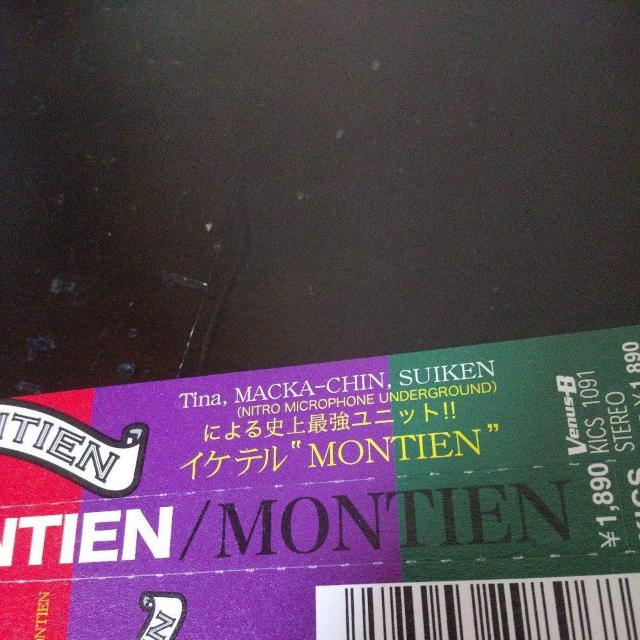 Tina, MACKA-CHIN, SUIKEN
(NITRO MICROPHONE UNDERGROUND)
による史上最強ユニット!!
イケテル"MONTIEN"
NTIEN
NTIEN/MONTIEN
MONTIEN
Venus-B
KICS 1091
¥1,890
STEREO